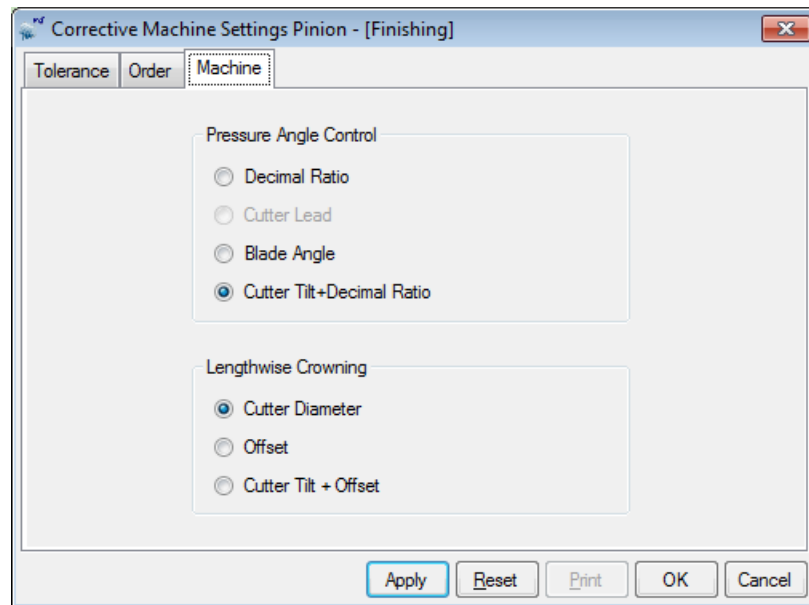 Corrective Machine Settings Pinion - [Finishing]
Tolerance Order Machine
Pressure Angle Control
Decimal Ratio
Cutter Lead
Blade Angle
Cutter Tilt+Decimal Ratio
Lengthwise Crowning
Cutter Diameter
Offset
Cutter Tilt + Offset
Apply Reset Print OK Cancel